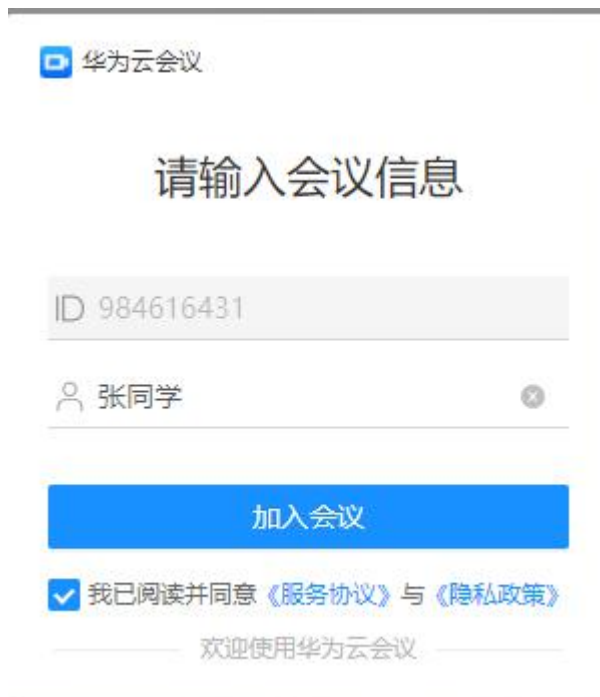 华为云会议
请输入会议信息
ID 984616431
张同学
加入会议
我已阅读并同意《服务协议》与《隐私政策》
欢迎使用华为云会议